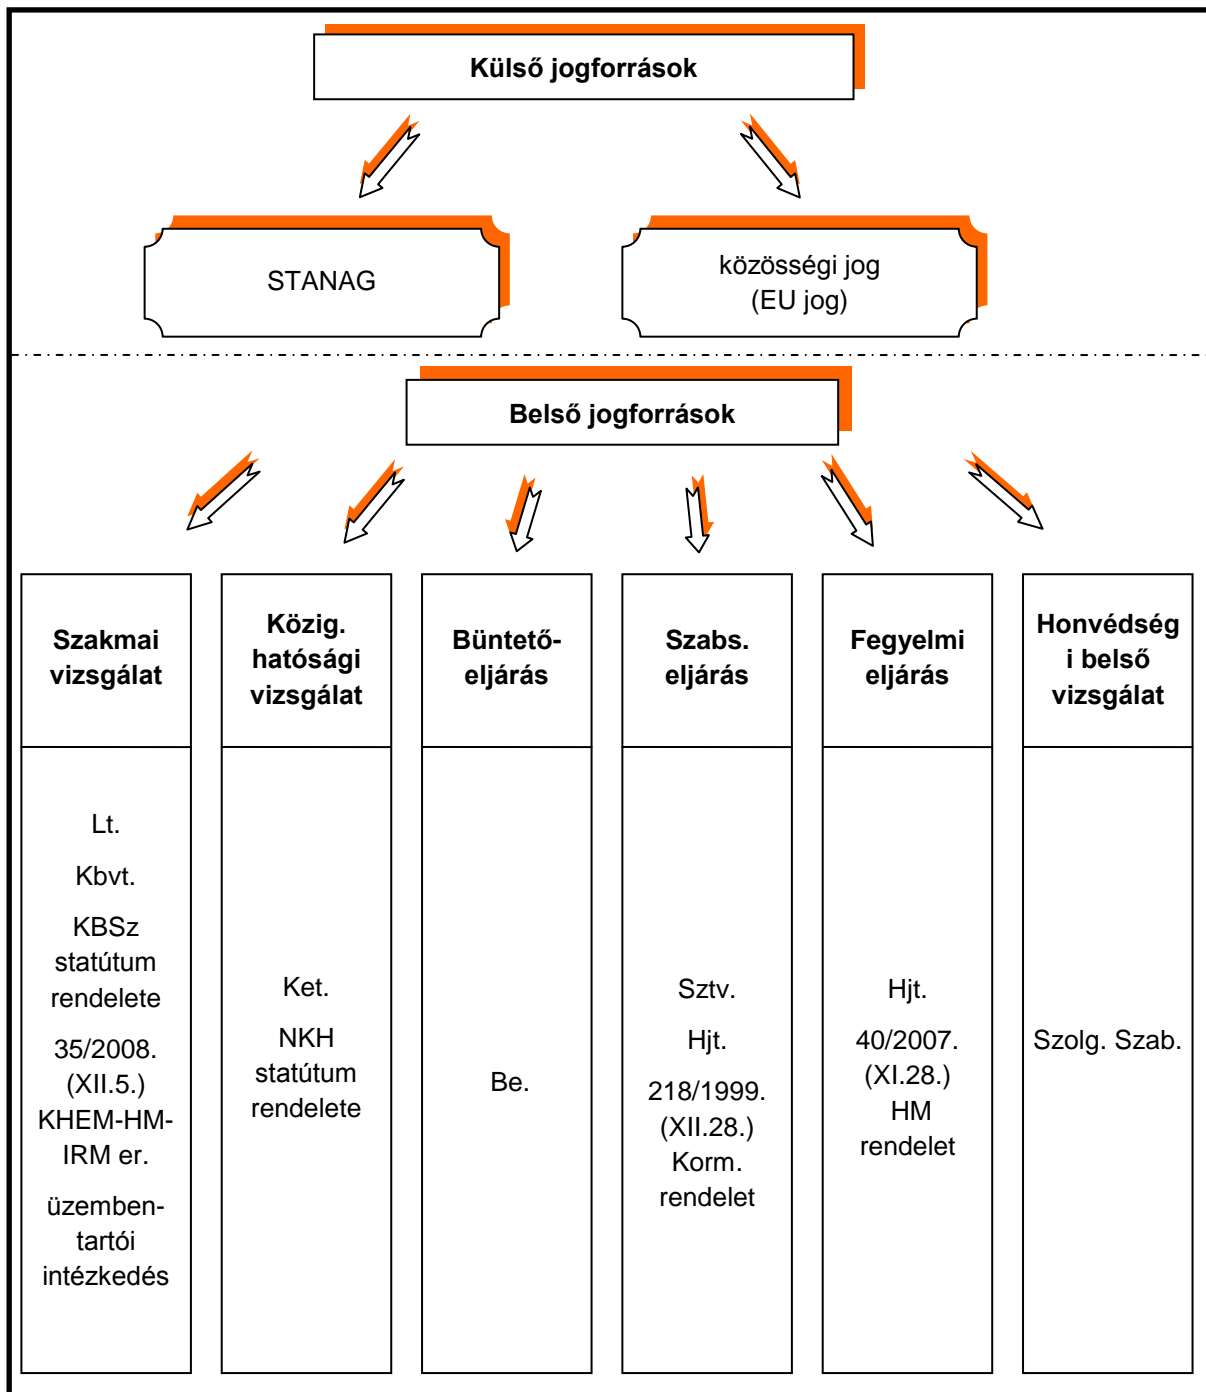 Külső jogforrások
STANAG
közösségi jog
(EU jog)
Belső jogforrások
Szakmai
vizsgálat
Lt.
Kbvt.
KBSz
statútum
rendelete
35/2008.
(XII.5.)
KHEM-HM-
IRM er.
üzemben-
tartói
intézkedés
Közig.
hatósági
vizsgálat
Ket.
NKH
statútum
rendelete
Büntető-
eljárás
Be.
Szabs.
eljárás
Sztv.
Hjt.
218/1999.
(XII.28.)
Korm.
rendelet
Fegyelmi
eljárás
Hjt.
40/2007.
(XI.28.)
HM
rendelet
Honvédség
i belső
vizsgálat
Szolg. Szab.